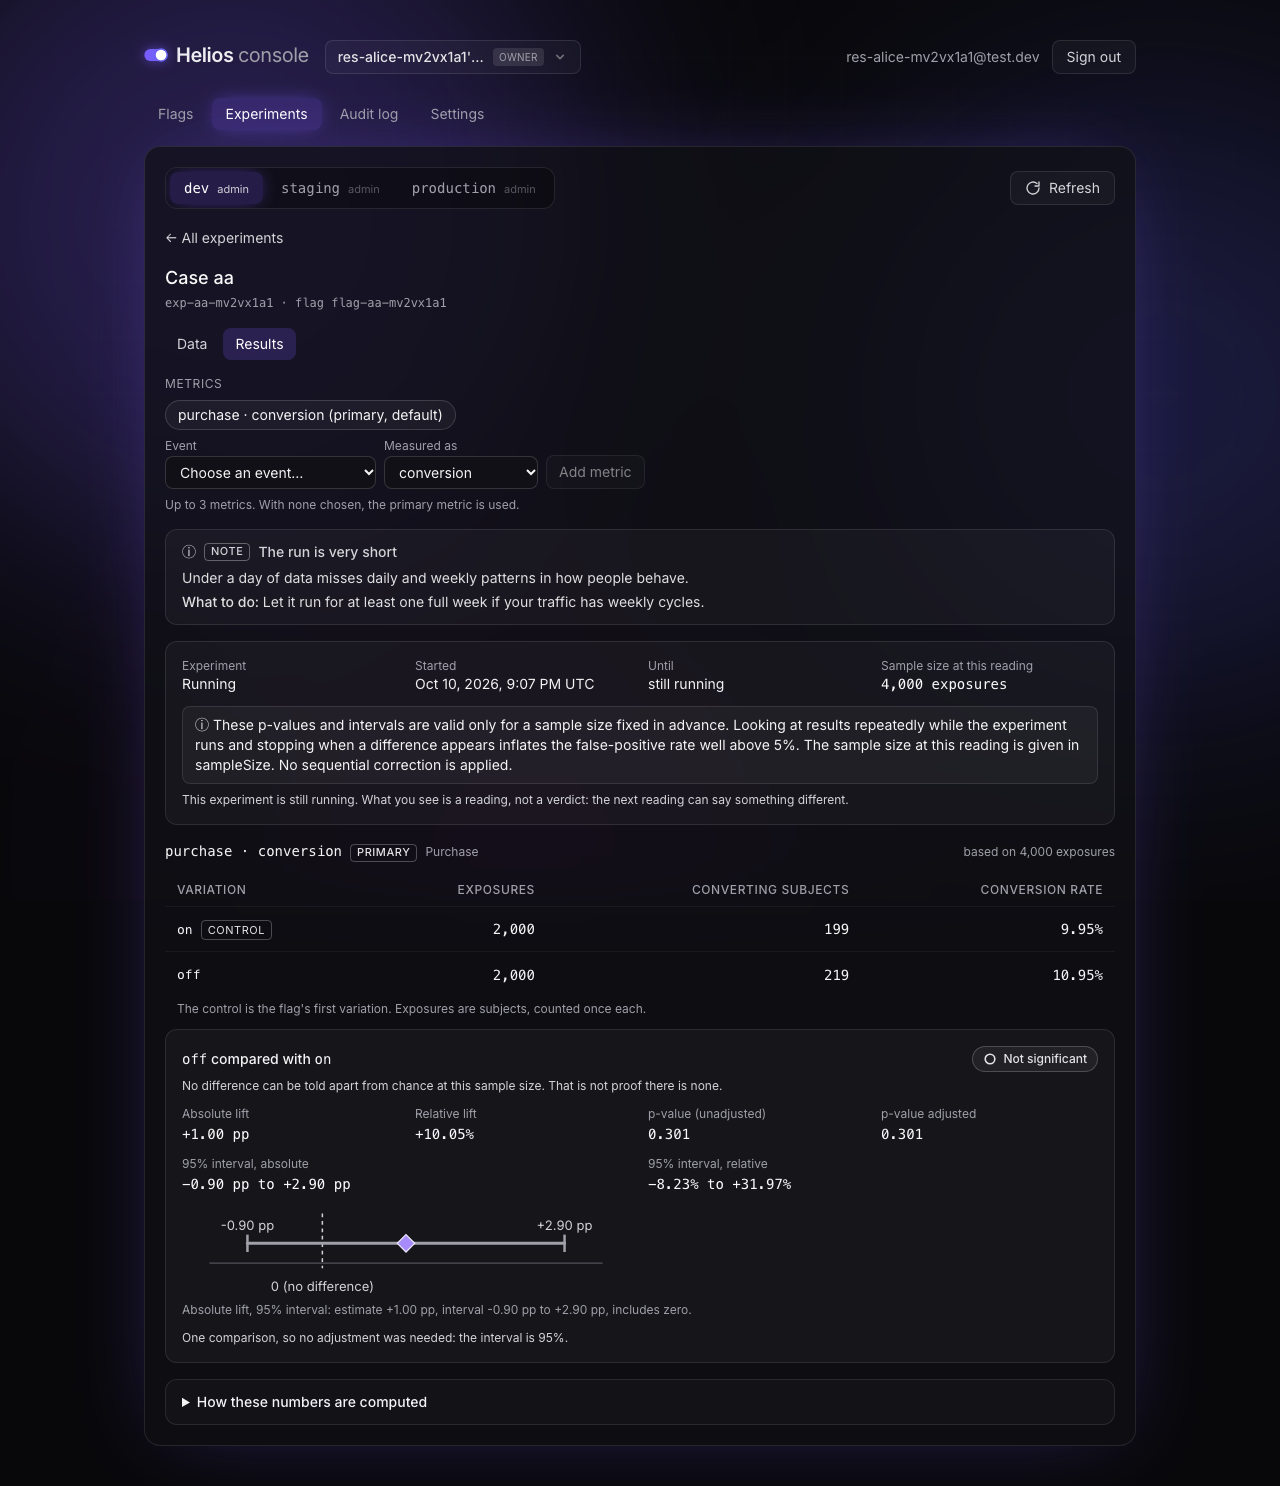 Helios console
res-alice-mv2vx1a1'... OWNER
res-alice-mv2vx1a1@test.dev
Sign out
Flags
Experiments
Audit log
Settings
dev admin
staging admin
production admin
Refresh
← All experiments
Case aa
exp-aa-mv2vx1a1 · flag flag-aa-mv2vx1a1
Data
Results
METRICS
purchase · conversion (primary, default)
Event
Measured as
Choose an event...
conversion
Add metric
Up to 3 metrics. With none chosen, the primary metric is used.
ⓘ NOTE The run is very short
Under a day of data misses daily and weekly patterns in how people behave.
What to do: Let it run for at least one full week if your traffic has weekly cycles.
Experiment
Started
Until
Sample size at this reading
Running
Oct 10, 2026, 9:07 PM UTC
still running
4,000 exposures
ⓘ These p-values and intervals are valid only for a sample size fixed in advance. Looking at results repeatedly while the experiment
runs and stopping when a difference appears inflates the false-positive rate well above 5%. The sample size at this reading is given in
sampleSize. No sequential correction is applied.
This experiment is still running. What you see is a reading, not a verdict: the next reading can say something different.
purchase · conversion PRIMARY Purchase
based on 4,000 exposures
VARIATION EXPOSURES CONVERTING SUBJECTS CONVERSION RATE
on CONTROL 2,000 199 9.95%
off 2,000 219 10.95%
The control is the flag's first variation. Exposures are subjects, counted once each.
off compared with on
Not significant
No difference can be told apart from chance at this sample size. That is not proof there is none.
Absolute lift
Relative lift
p-value (unadjusted)
p-value adjusted
+1.00 pp
+10.05%
0.301
0.301
95% interval, absolute
95% interval, relative
−0.90 pp to +2.90 pp
−8.23% to +31.97%
-0.90 pp
+2.90 pp
0 (no difference)
Absolute lift, 95% interval: estimate +1.00 pp, interval -0.90 pp to +2.90 pp, includes zero.
One comparison, so no adjustment was needed: the interval is 95%.
▶ How these numbers are computed